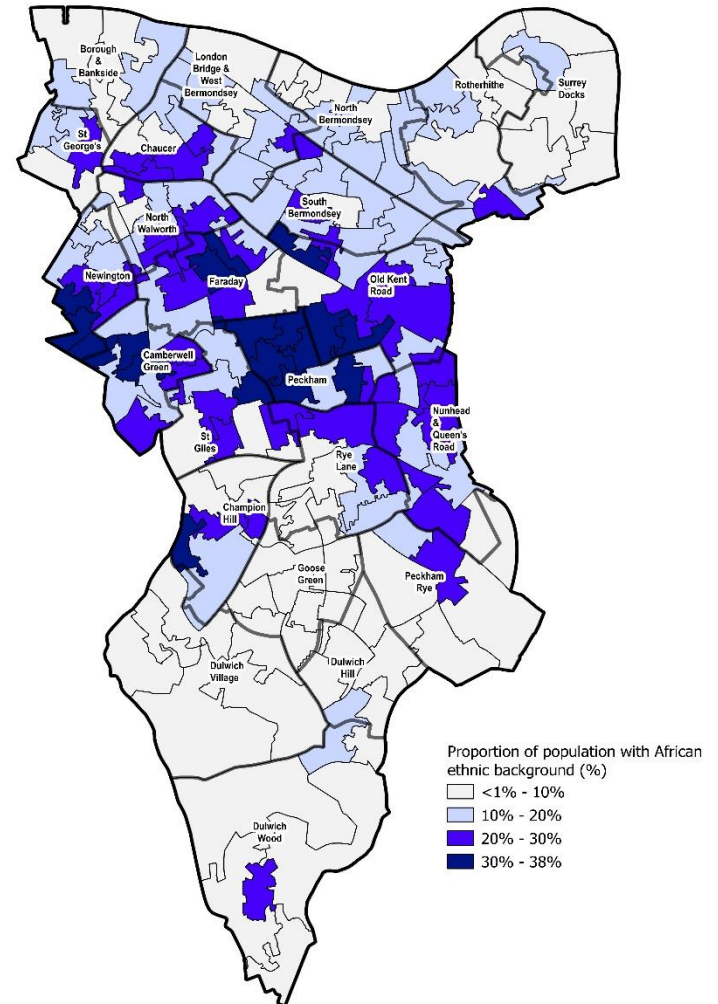 Borough
&
Bankside
London
Bridge &
West
Bermondsey
Rotherhithe
Surrey
Docks
North
Bermondsey
St
George's
Chaucer
South
Bermondsey
North
Walworth
Newington
Faraday
Old Kent
Road
Camberwell
Green
Peckham
Nunhead
&
Queen's
Road
St
Giles
Rye
Lane
Champion
Hill
Goose
Green
Peckham
Rye
Dulwich
Village
Dulwich
Hill
Dulwich
Wood
Proportion of population with African
ethnic background (%)
<1% - 10%
10% - 20%
20% - 30%
30% - 38%